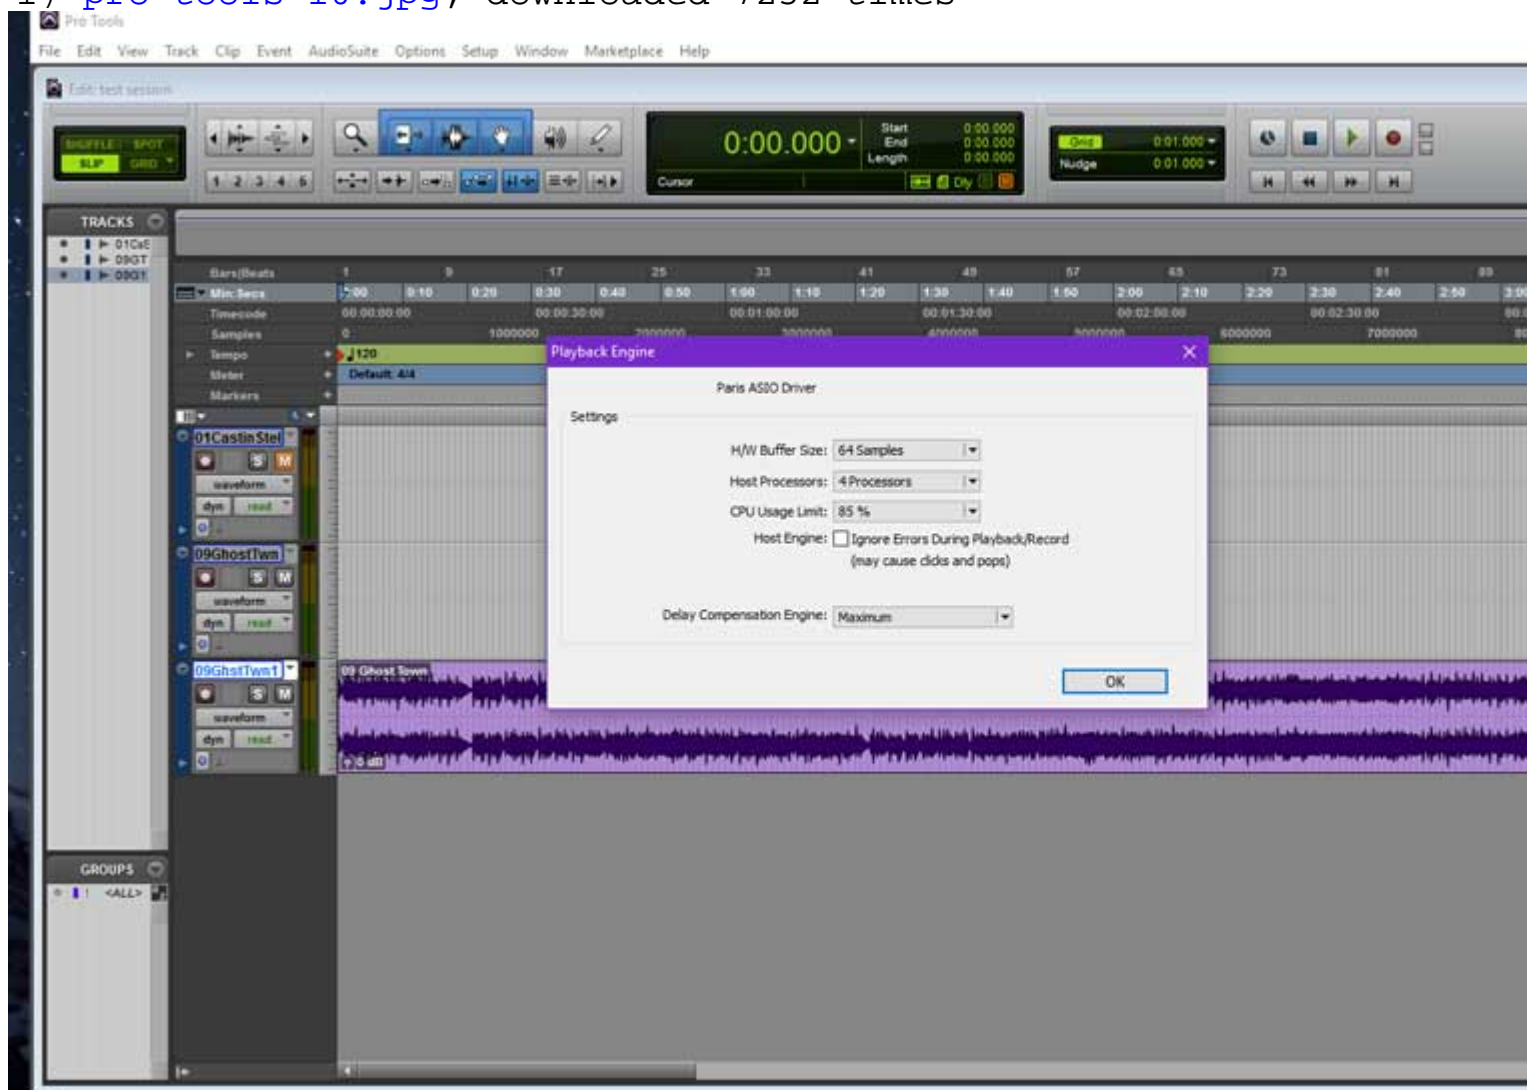 Pro Tools
File Edit View Track Clip Event AudioSuite Options Setup Window Marketplace Help
Edit: test session
SHUFFLE SPOT
SLIP GRID
1 2 3 4 5
0:00.000
Start 0:00.000
End 0:00.000
Length 0:00.000
Cursor
Dly
Grid 0:01.000
Nudge 0:01.000
TRACKS
01CsS
09GT
09G1
Bars|Beats 1 9 17 25 33 41 49 57 65 73 81 89
Min:Secs 0:00 0:10 0:20 0:30 0:40 0:50 1:00 1:10 1:20 1:30 1:40 1:50 2:00 2:10 2:20 2:30 2:40 2:50 3:00
Timecode 00:00:00:00 00:00:30:00 00:01:00:00 00:01:30:00 00:02:00:00 00:02:30:00
Samples 0 1000000 2000000 3000000 4000000 5000000 6000000 7000000
Tempo 120
Meter Default: 4/4
Markers
Playback Engine
Paris ASIO Driver
Settings
H/W Buffer Size: 64 Samples
Host Processors: 4 Processors
CPU Usage Limit: 85 %
Host Engine: Ignore Errors During Playback/Record
(may cause clicks and pops)
Delay Compensation Engine: Maximum
OK
01CastinStel
S M
waveform
dyn read
09GhostTwn
S M
waveform
dyn read
09GhstTwn1
S M
waveform
dyn read
09 Ghost Town
0 dB
GROUPS
! <ALL>